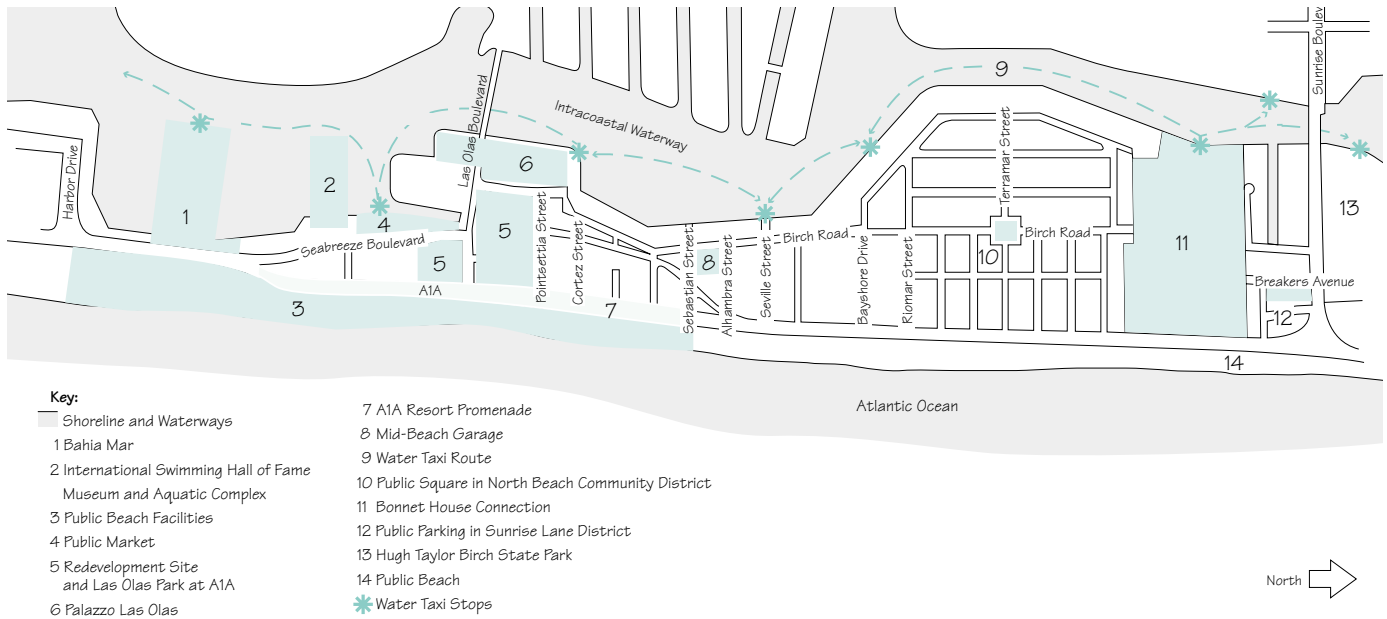 9
Sunrise Boulev
Las Olas Boulevard
Intracoastal Waterway
Terramar Street
Harbor Drive
6
2
1
4
5
Pointsettia Street
Cortez Street
Seabreeze Boulevard
5
A1A
3
7
Sebastian Street
8
Alhambra Street
Seville Street
Birch Road
Bayshore Drive
Riomar Street
Birch Road
10
11
13
Breakers Avenue
12
14
Atlantic Ocean
Key:
Shoreline and Waterways
1 Bahia Mar
2 International Swimming Hall of Fame
Museum and Aquatic Complex
3 Public Beach Facilities
4 Public Market
5 Redevelopment Site
and Las Olas Park at A1A
6 Palazzo Las Olas
7 A1A Resort Promenade
8 Mid-Beach Garage
9 Water Taxi Route
10 Public Square in North Beach Community District
11 Bonnet House Connection
12 Public Parking in Sunrise Lane District
13 Hugh Taylor Birch State Park
14 Public Beach
Water Taxi Stops
North